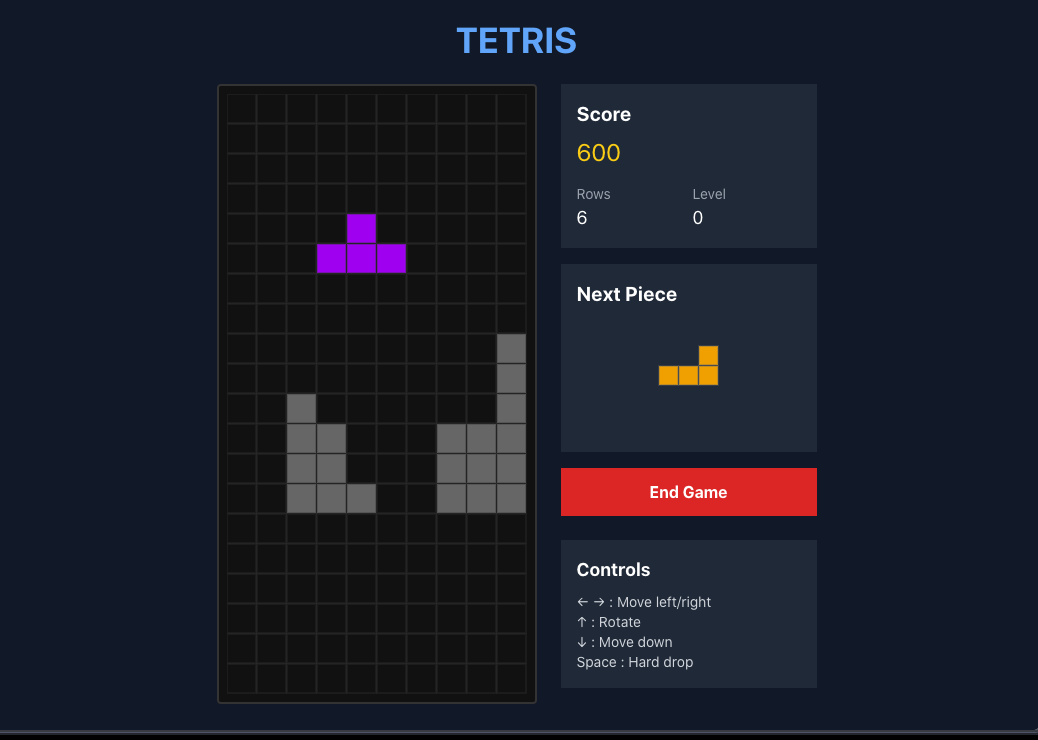 TETRIS
Score
600
Rows
Level
6
0
Next Piece
End Game
Controls
← → : Move left/right
↑ : Rotate
↓ : Move down
Space : Hard drop